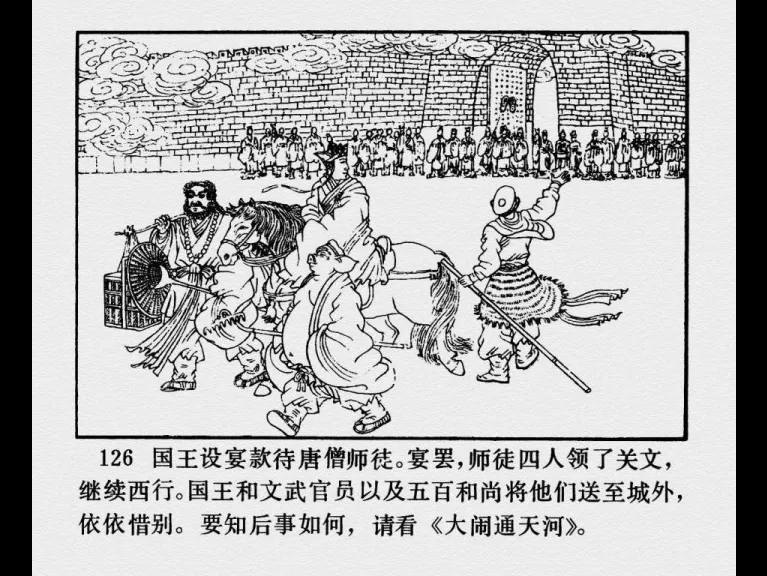 126 国王设宴款待唐僧师徒。宴罢，师徒四人领了关文，
继续西行。国王和文武官员以及五百和尚将他们送至城外，
依依惜别。要知后事如何，请看《大闹通天河》。